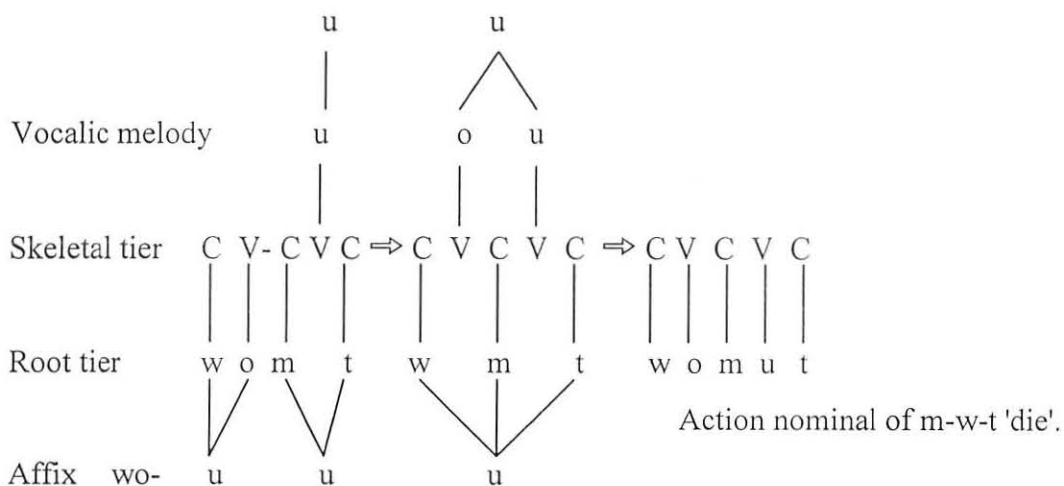 u u
Vocalic melody u o u
Skeletal tier C V- C V C ⇨ C V C V C ⇨ C V C V C
Root tier w o m t w m t w o m u t
Action nominal of m-w-t 'die'.
Affix wo- u u u